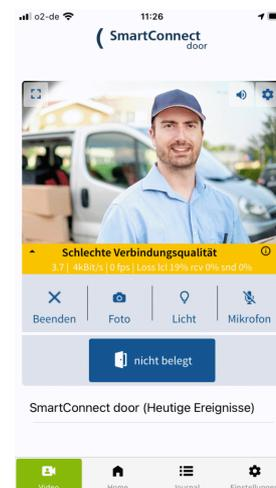 o2-de 11:26
SmartConnect
door
Schlechte Verbindungsqualität
3.7 | 4kBit/s | 0 fps | Loss lcl 19% rcv 0% snd 0%
Beenden Foto Licht Mikrofon
nicht belegt
SmartConnect door (Heutige Ereignisse)
Video Home Journal Einstellungen